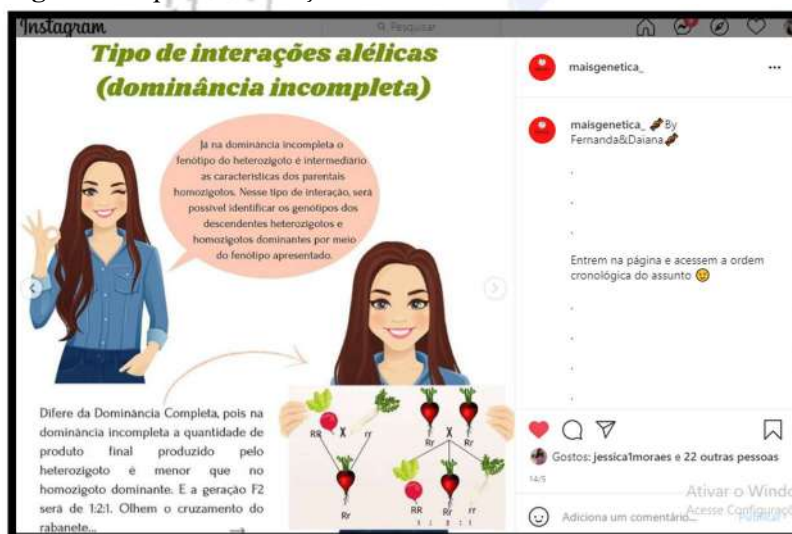 Instagram
Pesquisar
Tipo de interações alélicas
(dominância incompleta)
Já na dominância incompleta o
fenótipo do heterozigoto é intermediário
as características dos parentais
homozigotos. Nesse tipo de interação, será
possível identificar os genótipos dos
descendentes heterozigotos e
homozigotos dominantes por meio
do fenótipo apresentado.
Difere da Dominância Completa, pois na
dominância incompleta a quantidade de
produto final produzido pelo
heterozigoto é menor que no
homozigoto dominante. E a geração F2
será de 1:2:1. Olhem o cruzamento do
rabanete...
RR X rr
Rr
Rr X Rr
RR Rr rr
1 : 2 : 1
maisgenetica_
maisgenetica_ By
Fernanda&Daiana
.
.
.
Entrem na página e acessem a ordem
cronológica do assunto
.
.
.
.
Gostos: jessica1moraes e 22 outras pessoas
14/5
Ativar o Windo
Acesse Configuraçõ
Adiciona um comentário...
Publicar